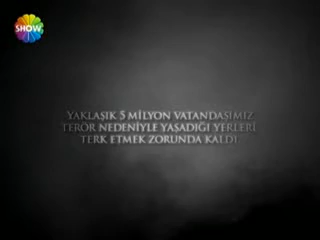 SHOW
YAKLAŞIK 5 MİLYON VATANDAŞIMIZ
TERÖR NEDENİYLE YAŞADIĞI YERLERİ
TERK ETMEK ZORUNDA KALDI